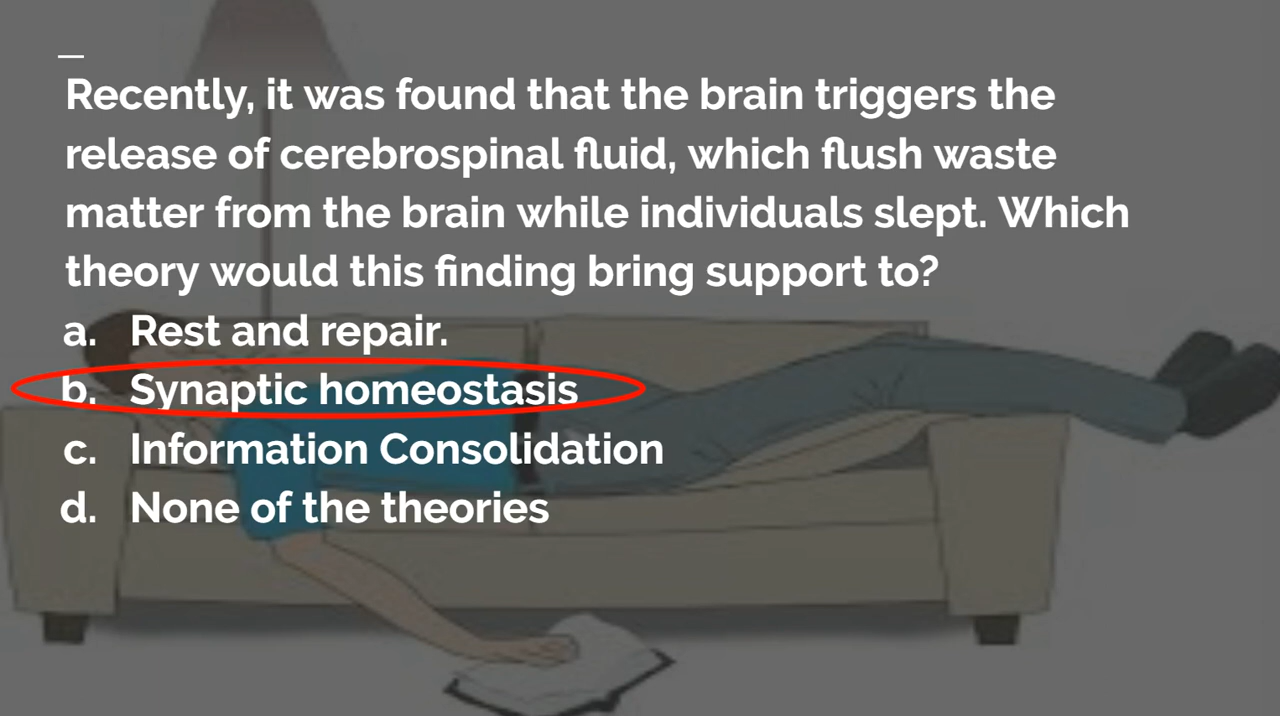 Recently, it was found that the brain triggers the
release of cerebrospinal fluid, which flush waste
matter from the brain while individuals slept. Which
theory would this finding bring support to?
a. Rest and repair.
b. Synaptic homeostasis
c. Information Consolidation
d. None of the theories